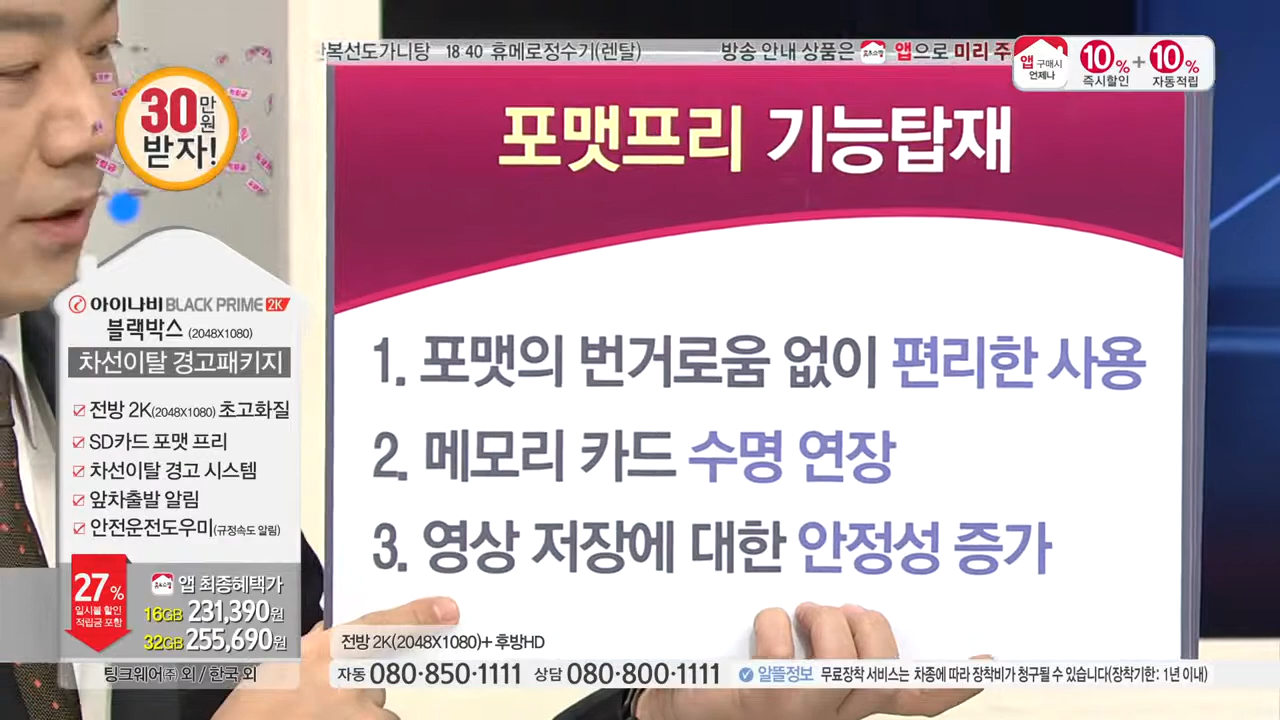 복선도가니탕 18 40 휴메로정수기(렌탈) 방송 안내 상품은 홈&쇼핑 앱으로 미리 주
앱 구매시 언제나 10% 즉시할인 + 10% 자동적립
30만원
받자!
포맷프리 기능탑재
1. 포맷의 번거로움 없이 편리한 사용
2. 메모리 카드 수명 연장
3. 영상 저장에 대한 안정성 증가
아이나비 BLACK PRIME 2K
블랙박스 (2048X1080)
차선이탈 경고패키지
전방 2K(2048X1080) 초고화질
SD카드 포맷 프리
차선이탈 경고 시스템
앞차출발 알림
안전운전도우미(규정속도 알림)
27%
일시불 할인
적립금 포함
홈&쇼핑 앱 최종혜택가
16GB 231,390원
32GB 255,690원
팅크웨어㈜ 외 / 한국 외
전방 2K(2048X1080)+ 후방HD
자동 080·850·1111 상담 080·800·1111
알뜰정보 무료장착 서비스는 차종에 따라 장착비가 청구될 수 있습니다(장착기한: 1년 이내)